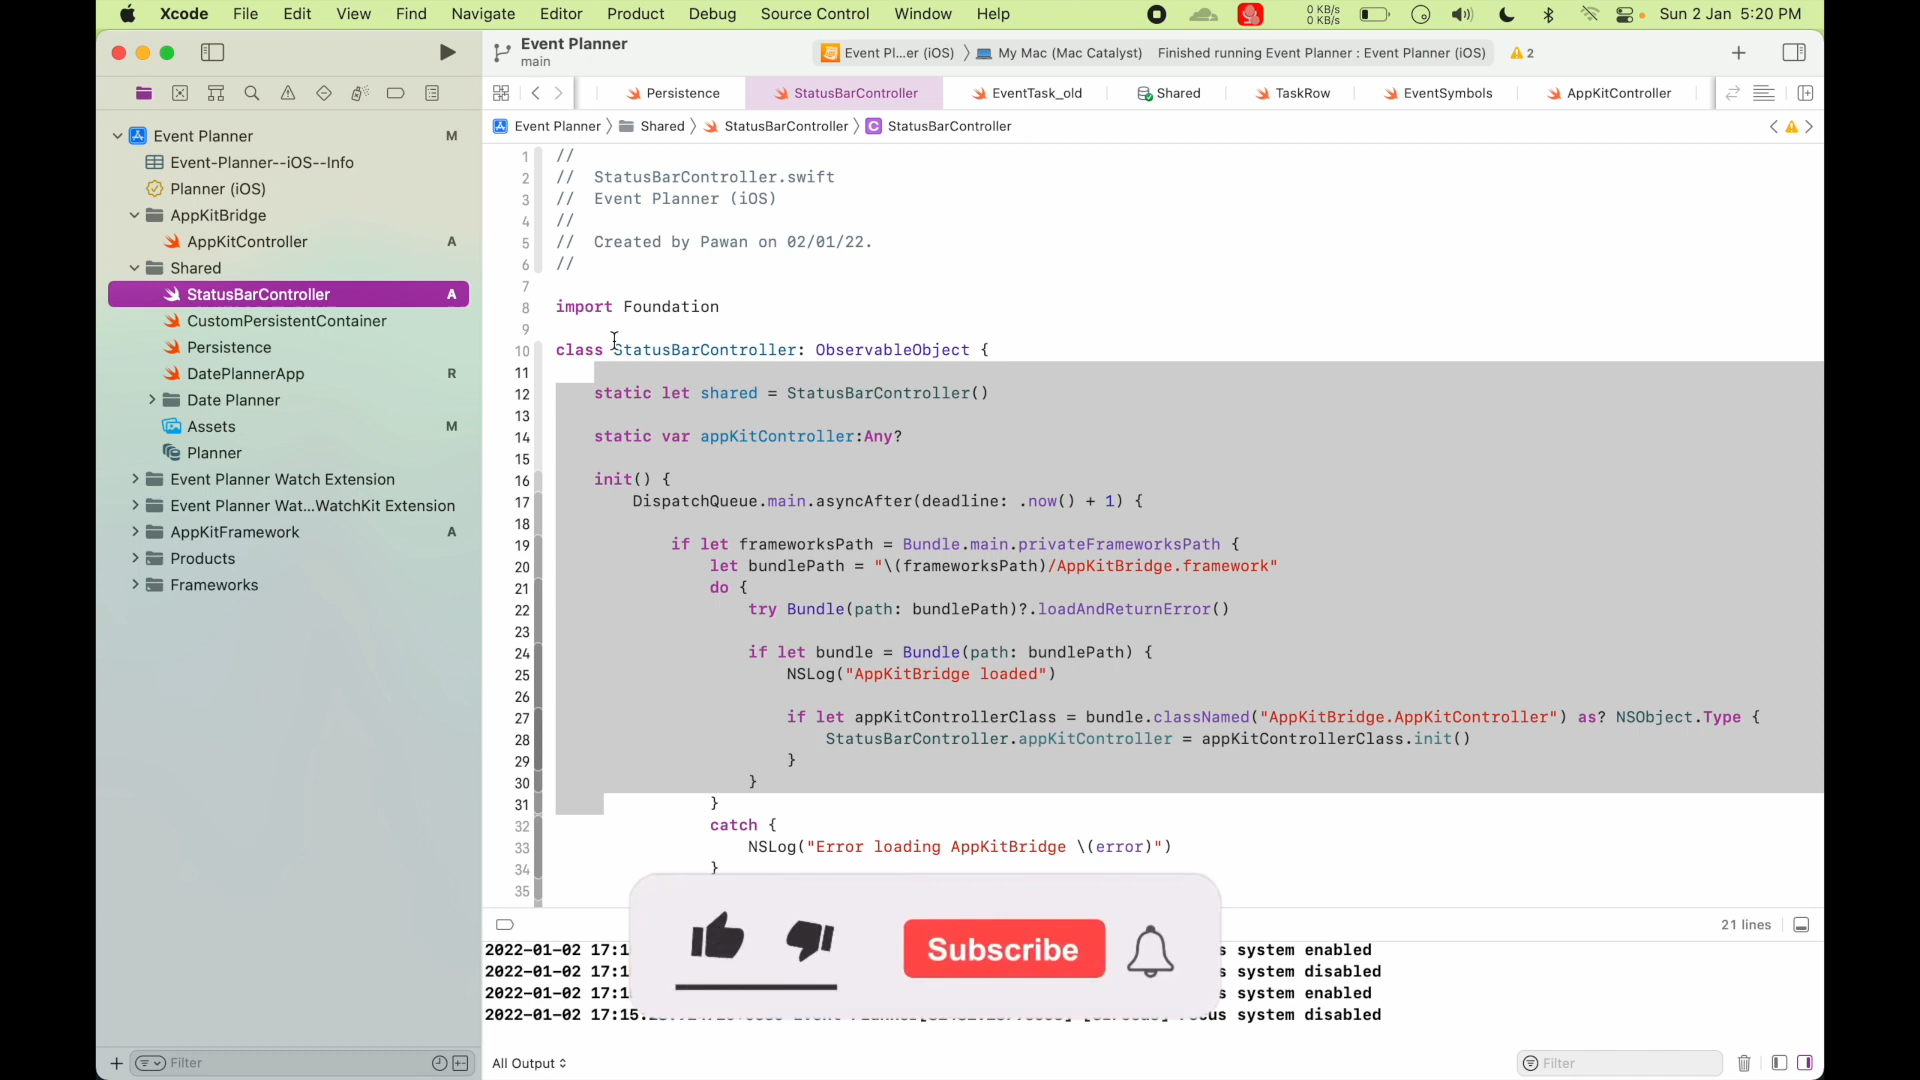 Xcode File Edit View Find Navigate Editor Product Debug Source Control Window Help 0 KB/s 0 KB/s Sun 2 Jan 5:20 PM
Event Planner
main
Event Pl...er (iOS) My Mac (Mac Catalyst) Finished running Event Planner : Event Planner (iOS) 2
Persistence StatusBarController EventTask_old Shared TaskRow EventSymbols AppKitController
Event Planner Shared StatusBarController C StatusBarController
Event Planner M
Event-Planner--iOS--Info
Planner (iOS)
AppKitBridge
AppKitController A
Shared
StatusBarController A
CustomPersistentContainer
Persistence
DatePlannerApp R
Date Planner
Assets M
Planner
Event Planner Watch Extension
Event Planner Wat...WatchKit Extension
AppKitFramework A
Products
Frameworks
Filter
1 //
2 // StatusBarController.swift
3 // Event Planner (iOS)
4 //
5 // Created by Pawan on 02/01/22.
6 //
7
8 import Foundation
9
10 class StatusBarController: ObservableObject {
11
12 static let shared = StatusBarController()
13
14 static var appKitController:Any?
15
16 init() {
17 DispatchQueue.main.asyncAfter(deadline: .now() + 1) {
18
19 if let frameworksPath = Bundle.main.privateFrameworksPath {
20 let bundlePath = "\(frameworksPath)/AppKitBridge.framework"
21 do {
22 try Bundle(path: bundlePath)?.loadAndReturnError()
23
24 if let bundle = Bundle(path: bundlePath) {
25 NSLog("AppKitBridge loaded")
26
27 if let appKitControllerClass = bundle.classNamed("AppKitBridge.AppKitController") as? NSObject.Type {
28 StatusBarController.appKitController = appKitControllerClass.init()
29 }
30 }
31 }
32 catch {
33 NSLog("Error loading AppKitBridge \(error)")
34 }
35
21 lines
Subscribe
2022-01-02 17:1 s system enabled
2022-01-02 17:1 s system disabled
2022-01-02 17:1 s system enabled
2022-01-02 17:15: system disabled
All Output Filter